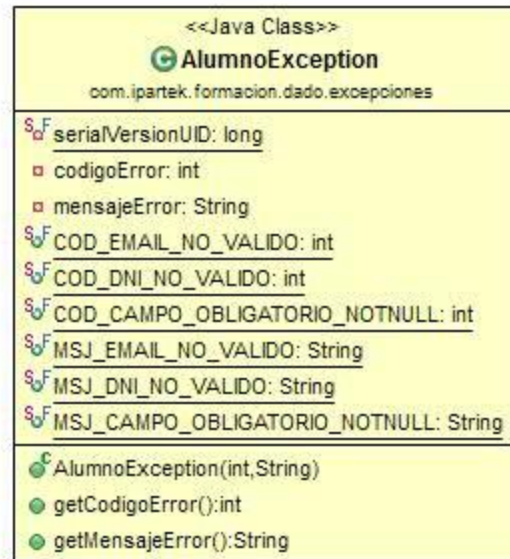 <<Java Class>>
AlumnoException
com.ipartek.formacion.dado.excepciones
serialVersionUID: long
codigoError: int
mensajeError: String
COD_EMAIL_NO_VALIDO: int
COD_DNI_NO_VALIDO: int
COD_CAMPO_OBLIGATORIO_NOTNULL: int
MSJ_EMAIL_NO_VALIDO: String
MSJ_DNI_NO_VALIDO: String
MSJ_CAMPO_OBLIGATORIO_NOTNULL: String
AlumnoException(int,String)
getCodigoError():int
getMensajeError():String